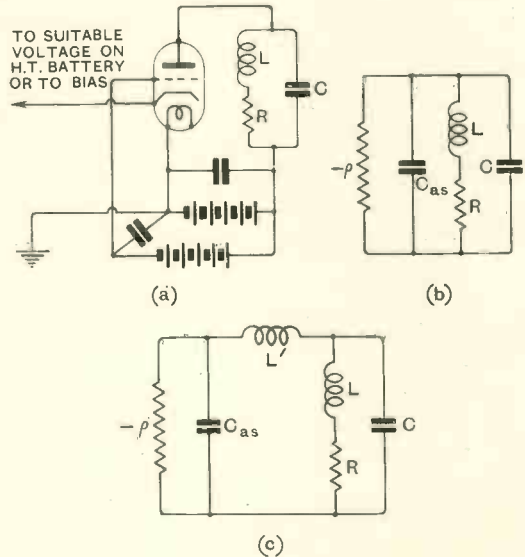 TO SUITABLE
VOLTAGE ON
H.T. BATTERY
OR TO BIAS
L
R
C
(a)
-ρ
Cas
L
R
C
(b)
L'
-ρ
Cas
L
R
C
(c)